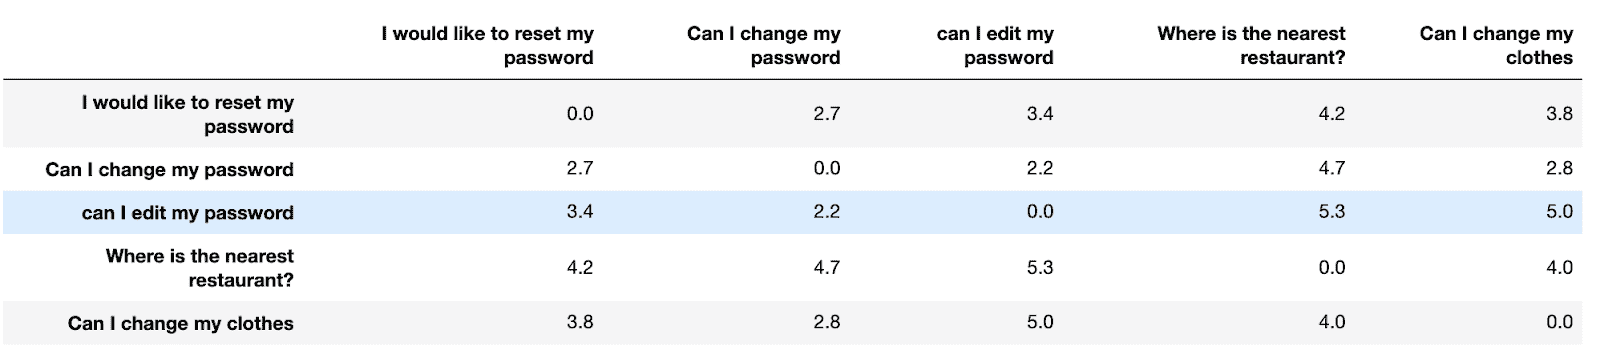 I would like to reset my password Can I change my password can I edit my password Where is the nearest restaurant? Can I change my clothes
I would like to reset my password 0.0 2.7 3.4 4.2 3.8
Can I change my password 2.7 0.0 2.2 4.7 2.8
can I edit my password 3.4 2.2 0.0 5.3 5.0
Where is the nearest restaurant? 4.2 4.7 5.3 0.0 4.0
Can I change my clothes 3.8 2.8 5.0 4.0 0.0